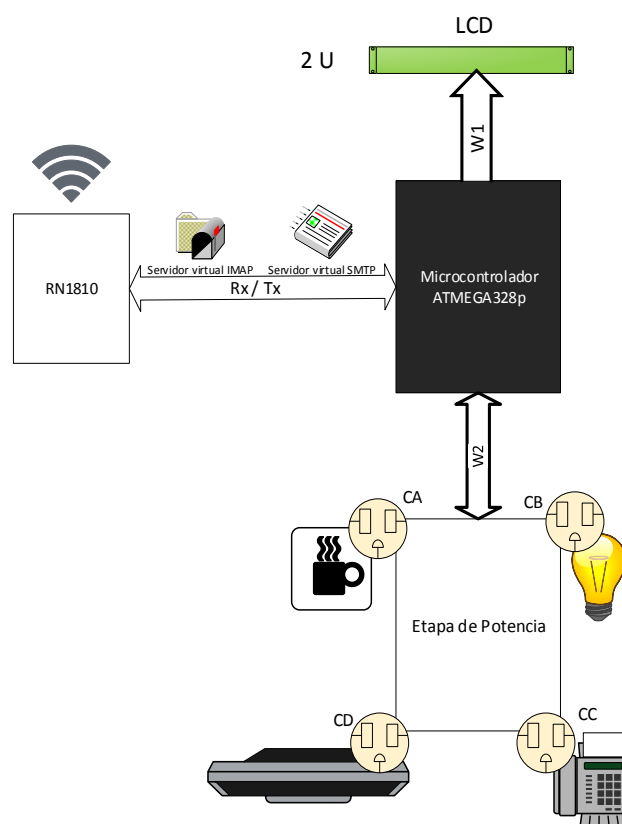 LCD
2 U
W1
Servidor virtual IMAP
Servidor virtual SMTP
RN1810
Rx / Tx
Microcontrolador
ATMEGA328p
W2
CA
CB
Etapa de Potencia
CD
CC